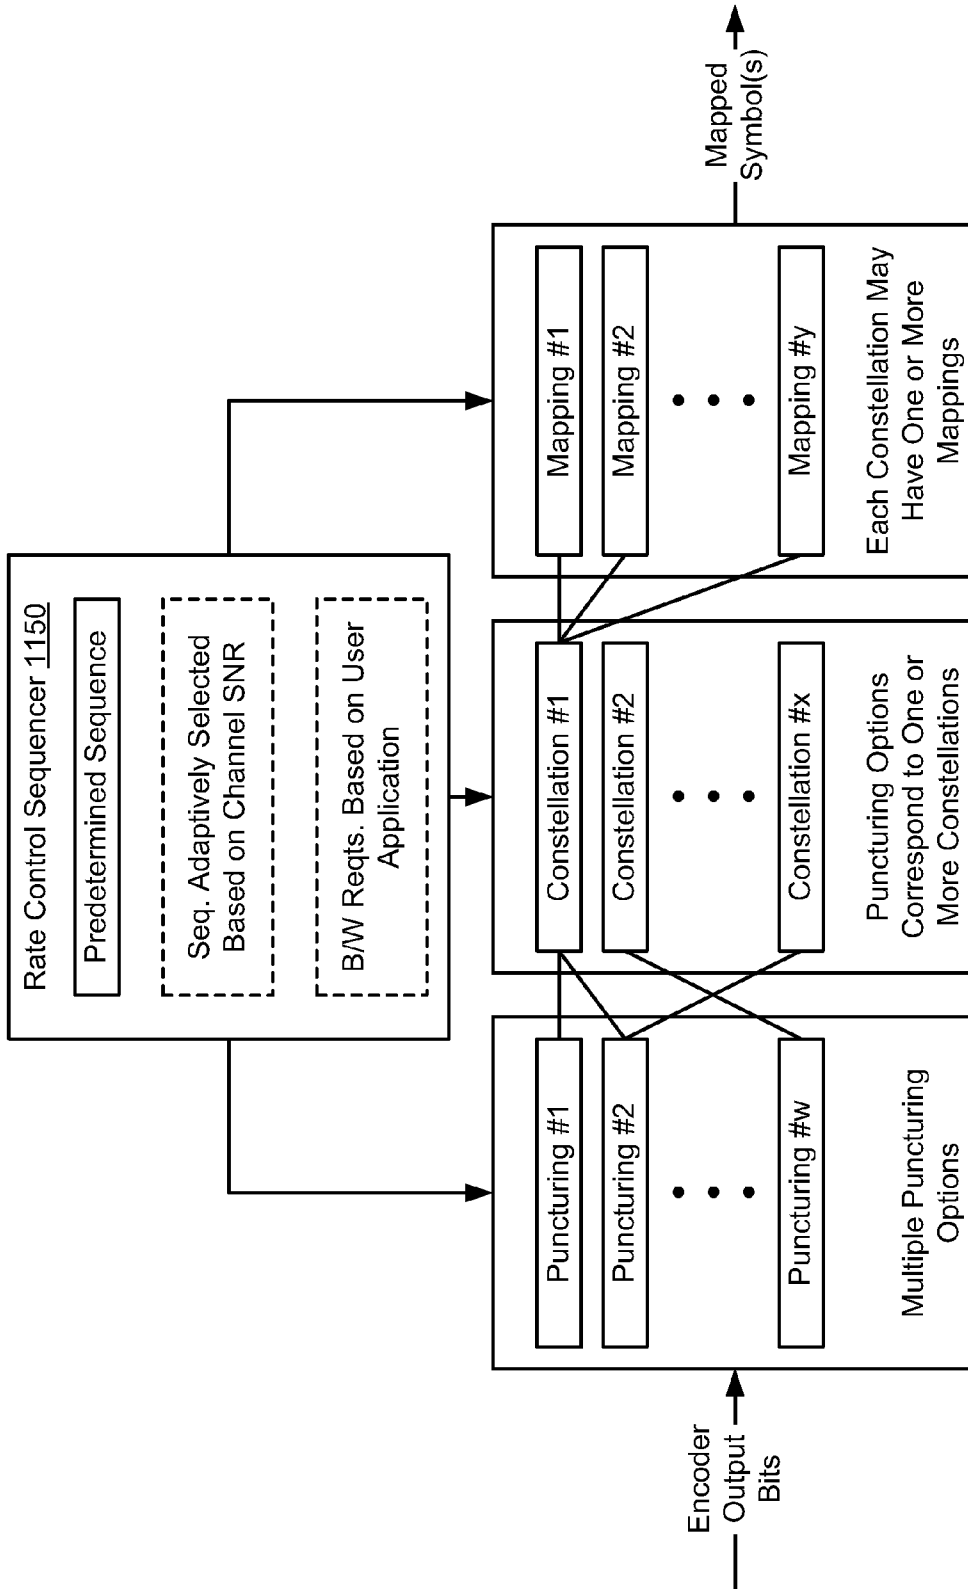 Rate Control Sequencer 1150
Predetermined Sequence
Seq. Adaptively Selected
Based on Channel SNR
B/W Reqts. Based on User
Application
Encoder
Output
Bits
Puncturing #1
Puncturing #2
Puncturing #w
Multiple Puncturing
Options
Constellation #1
Constellation #2
Constellation #x
Puncturing Options
Correspond to One or
More Constellations
Mapping #1
Mapping #2
Mapping #y
Each Constellation May
Have One or More
Mappings
Mapped
Symbol(s)